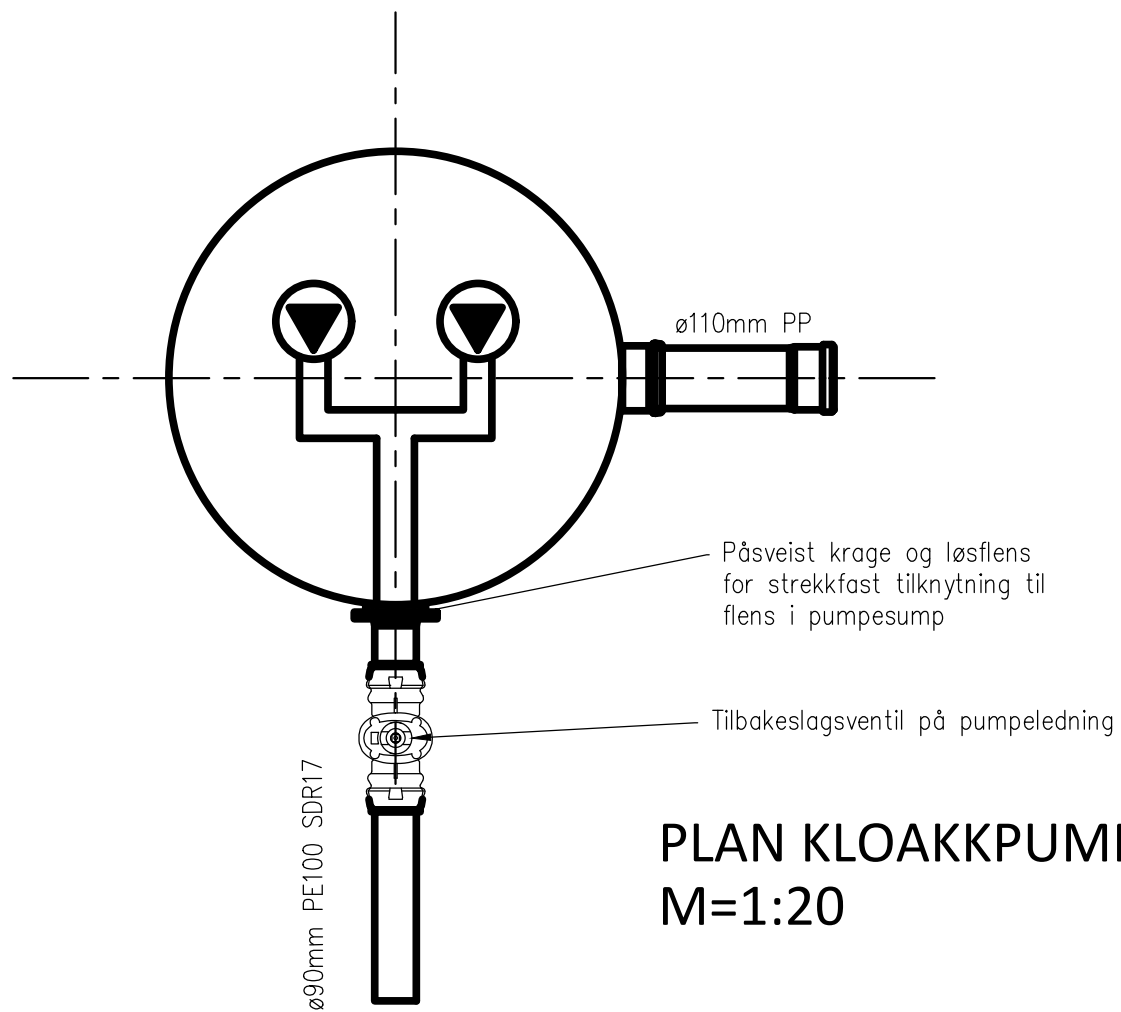 ø110mm PP
Påsveist krage og løsflens
for strekkfast tilknytning til
flens i pumpesump
Tilbakeslagsventil på pumpeledning
ø90mm PE100 SDR17
PLAN KLOAKKPUM
M=1:20